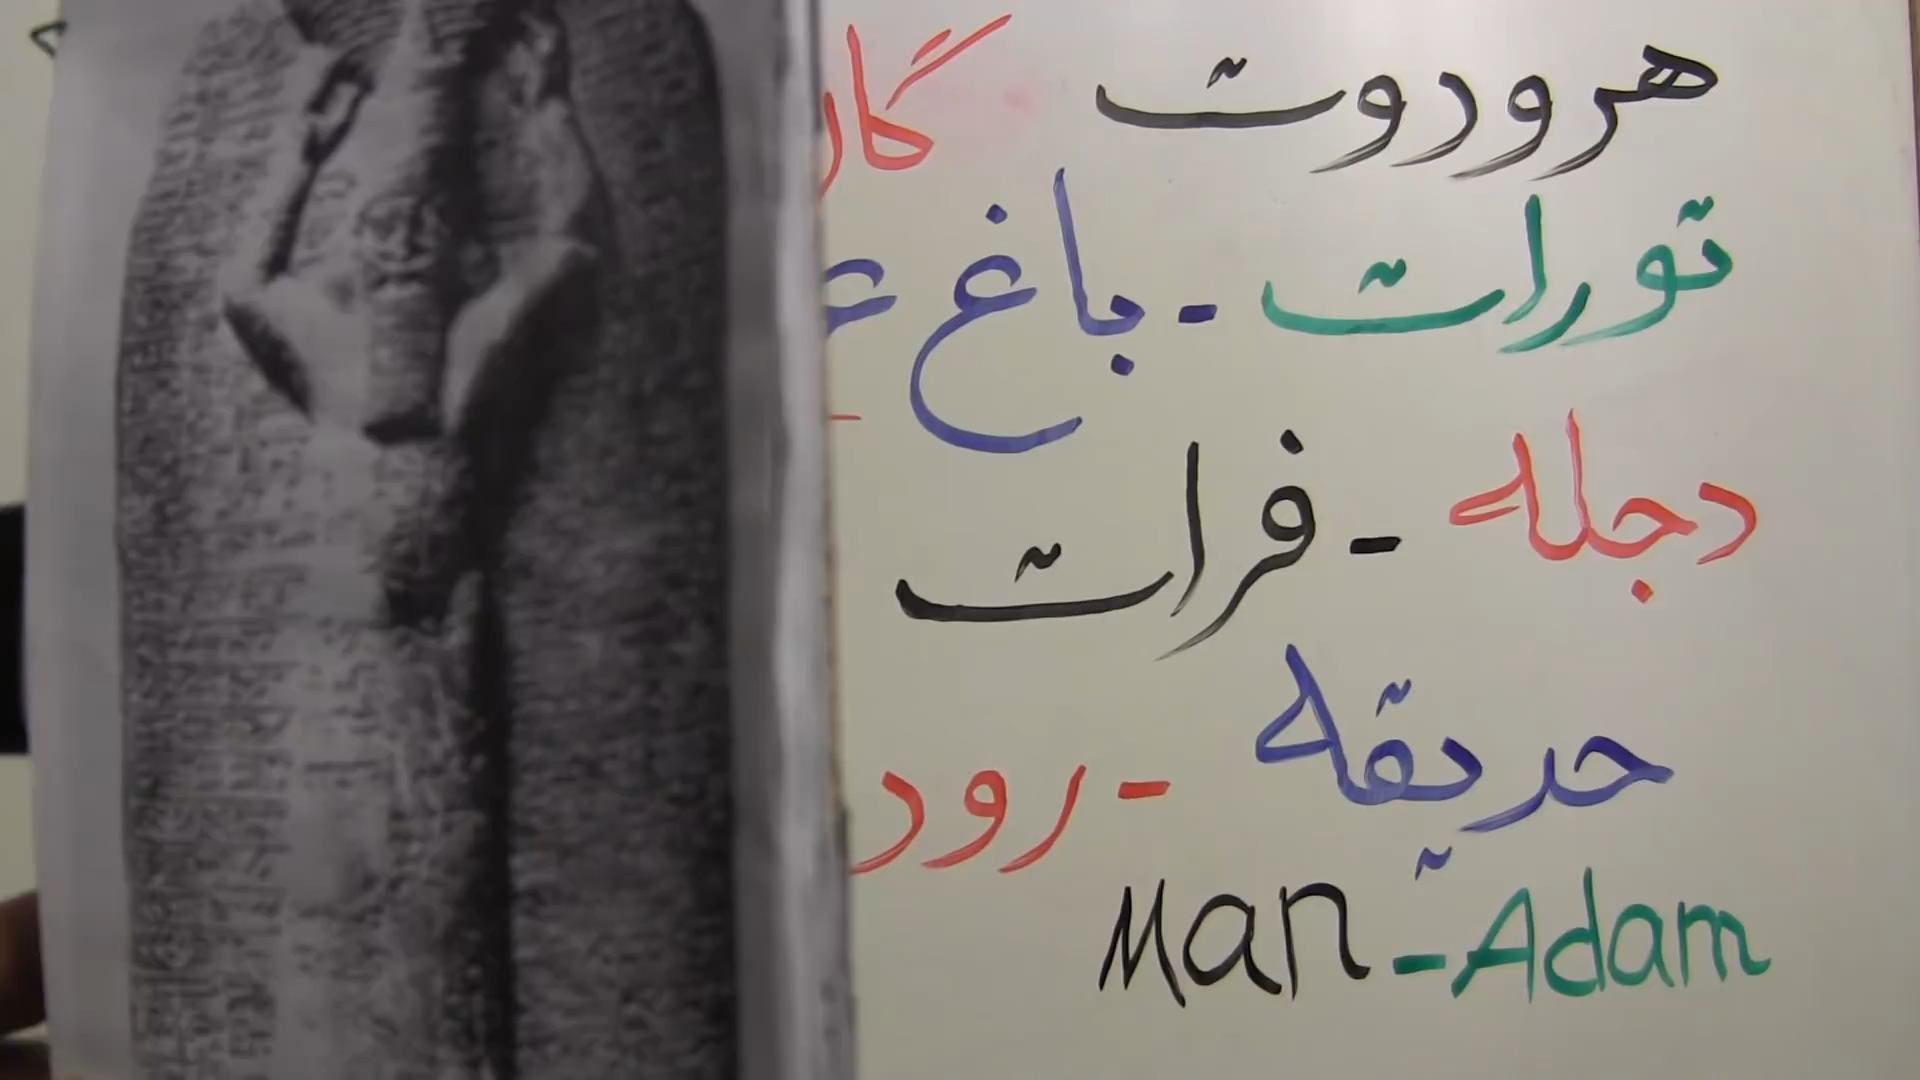 هرودوت
تورات - باغ
دجله - فرات
حدیقه - رود
Man - Adam